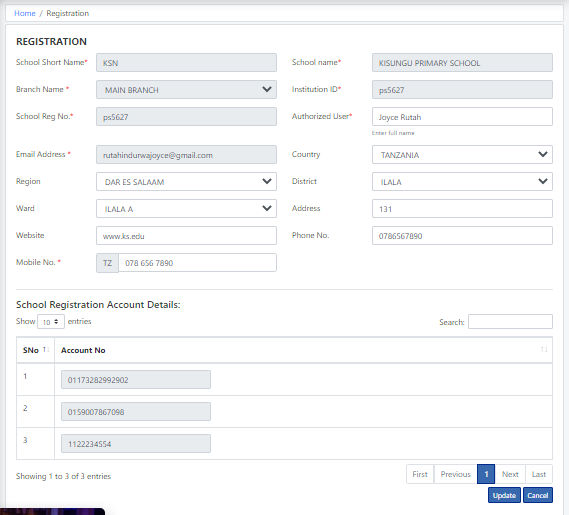 Home / Registration
REGISTRATION
School Short Name* KSN School name* KISUNGU PRIMARY SCHOOL
Branch Name * MAIN BRANCH Institution ID* ps5627
School Reg No.* ps5627 Authorized User* Joyce Rutah
Enter full name
Email Address * rutahindurwajoyce@gmail.com Country TANZANIA
Region DAR ES SALAAM District ILALA
Ward ILALA A Address 131
Website www.ks.edu Phone No. 0786567890
Mobile No. * TZ 078 656 7890
School Registration Account Details:
Show 10 entries Search:
SNo Account No
1 01173282992902
2 0159007867098
3 1122234554
Showing 1 to 3 of 3 entries First Previous 1 Next Last
Update Cancel